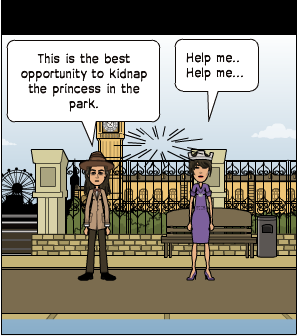 This is the best
opportunity to kidnap
the princess in the
park.
Help me..
Help me...